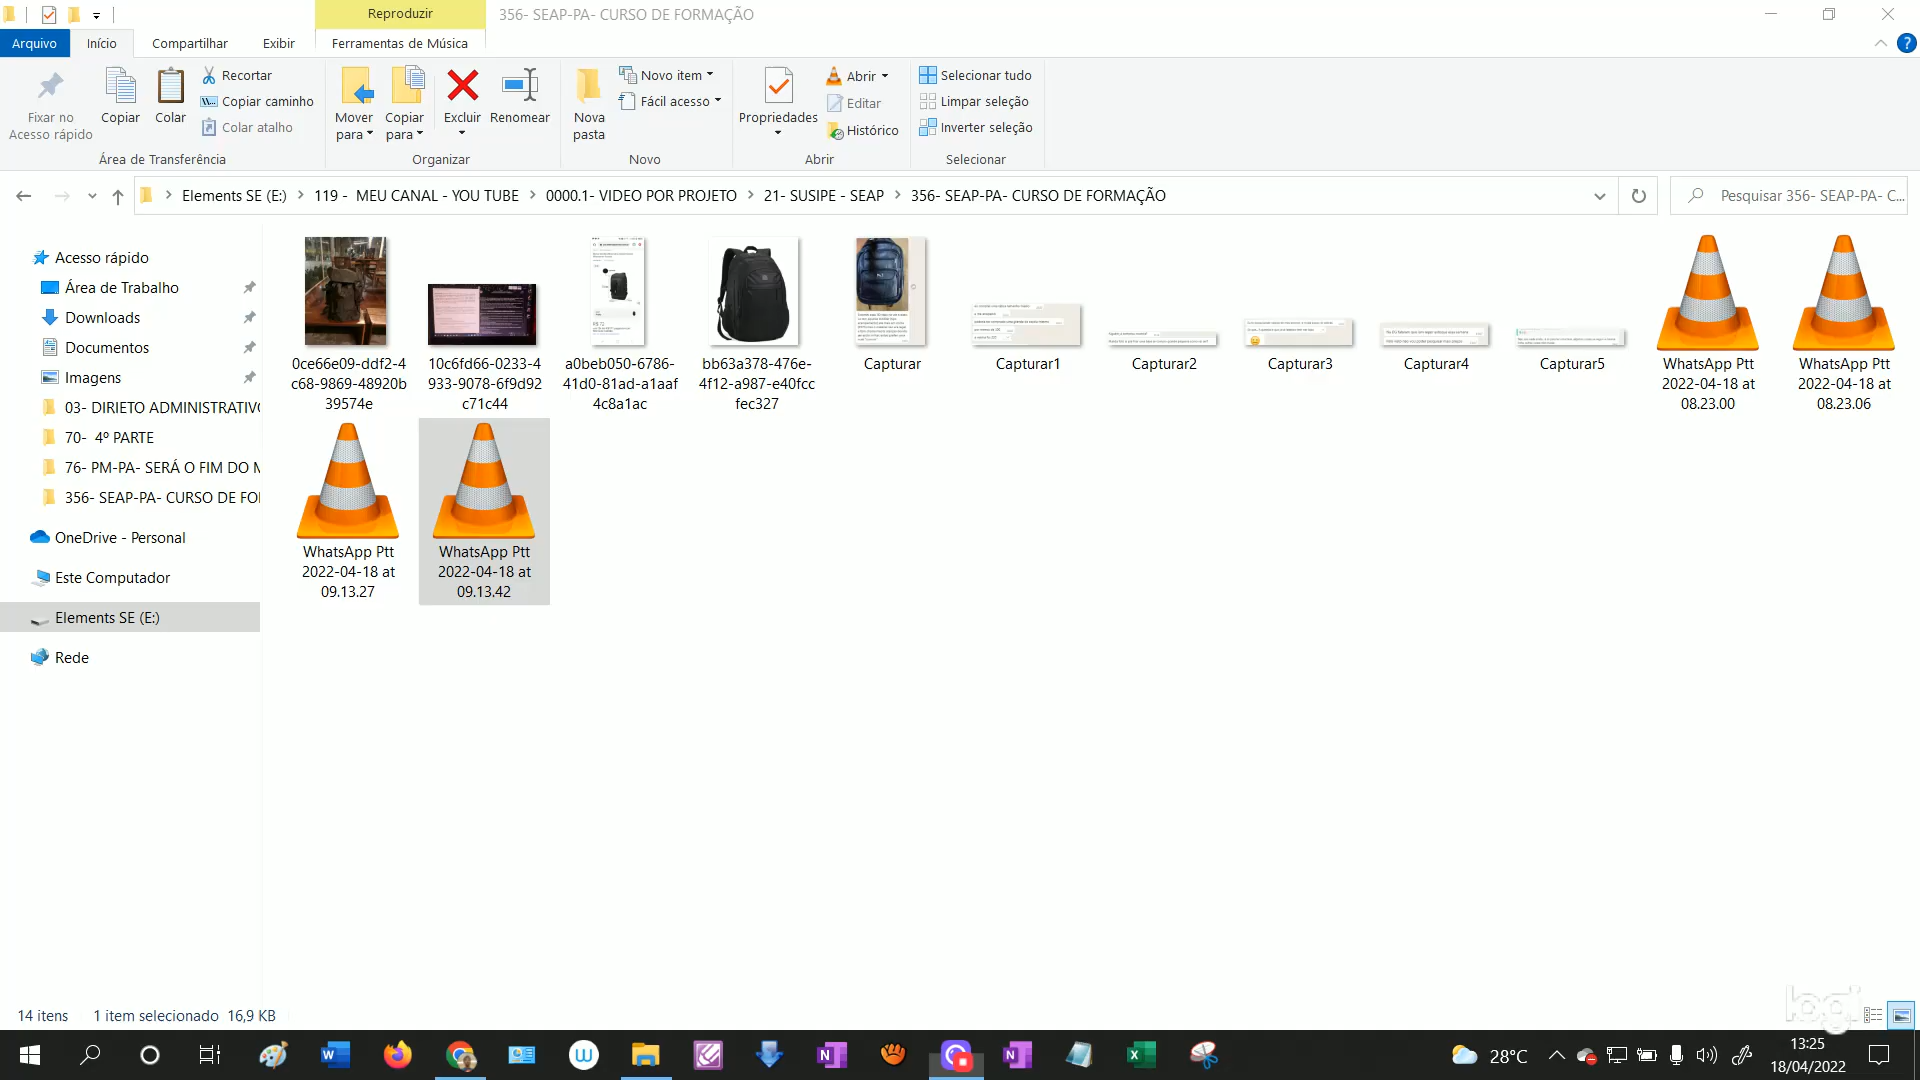 Reproduzir
356- SEAP-PA- CURSO DE FORMAÇÃO
Arquivo
Início
Compartilhar
Exibir
Ferramentas de Música
Fixar no
Acesso rápido
Copiar
Colar
Recortar
Copiar caminho
Colar atalho
Área de Transferência
Mover
para
Copiar
para
Excluir
Renomear
Organizar
Nova
pasta
Novo item
Fácil acesso
Novo
Propriedades
Abrir
Editar
Histórico
Abrir
Selecionar tudo
Limpar seleção
Inverter seleção
Selecionar
Elements SE (E:) > 119 - MEU CANAL - YOU TUBE > 0000.1- VIDEO POR PROJETO > 21- SUSIPE - SEAP > 356- SEAP-PA- CURSO DE FORMAÇÃO
Pesquisar 356- SEAP-PA- C...
Acesso rápido
Área de Trabalho
Downloads
Documentos
Imagens
03- DIRIETO ADMINISTRATIVO
70- 4º PARTE
76- PM-PA- SERÁ O FIM DO M
356- SEAP-PA- CURSO DE FOR
OneDrive - Personal
Este Computador
Elements SE (E:)
Rede
0ce66e09-ddf2-4
c68-9869-48920b
39574e
10c6fd66-0233-4
933-9078-6f9d92
c71c44
a0beb050-6786-
41d0-81ad-a1aaf
4c8a1ac
bb63a378-476e-
4f12-a987-e40fcc
fec327
Capturar
Capturar1
Capturar2
Capturar3
Capturar4
Capturar5
WhatsApp Ptt
2022-04-18 at
08.23.00
WhatsApp Ptt
2022-04-18 at
08.23.06
WhatsApp Ptt
2022-04-18 at
09.13.27
WhatsApp Ptt
2022-04-18 at
09.13.42
14 itens
1 item selecionado 16,9 KB
logi
28°C
13:25
18/04/2022